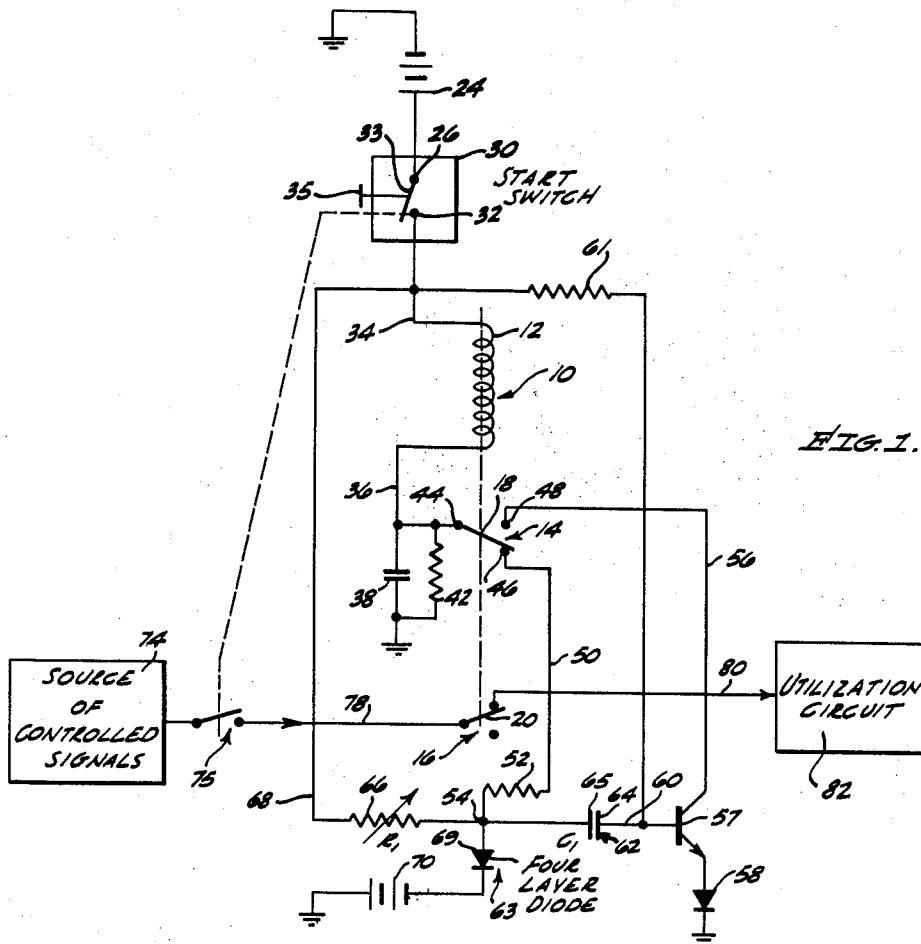 24
33
26
30
START
SWITCH
35
32
61
34
12
10
FIG. 1.
36
44
18
48
14
38
42
46
56
50
74
SOURCE
OF
CONTROLLED
SIGNALS
75
78
20
16
80
UTILIZATION
CIRCUIT
82
52
68
66
R1
54
65
64
60
C1
62
57
69
FOUR
LAYER
DIODE
63
70
58